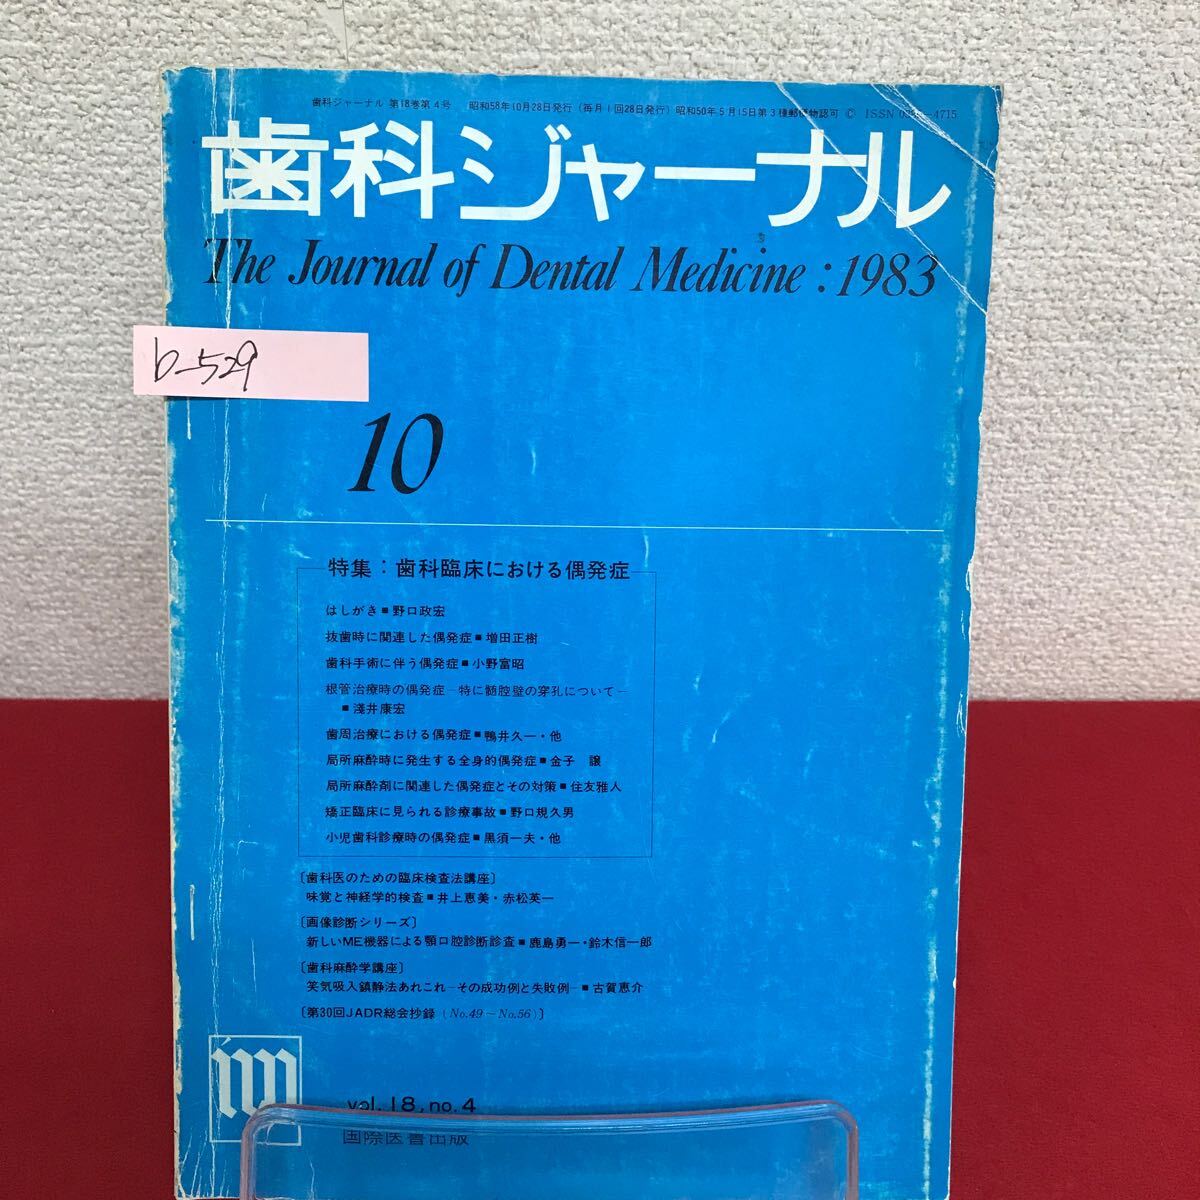 歯科ジャーナル 第18巻第4号 昭和58年10月28日発行(毎月1回28日発行)昭和50年5月15日第3種郵便物認可 © ISSN
歯科ジャーナル
The Journal of Dental Medicine : 1983
b-529
10
特集:歯科臨床における偶発症
はしがき■野口政宏
抜歯時に関連した偶発症■増田正樹
歯科手術に伴う偶発症■小野富昭
根管治療時の偶発症―特に髄腔壁の穿孔について―
■淺井康宏
歯周治療における偶発症■鴨井久一・他
局所麻酔時に発生する全身的偶発症■金子 譲
局所麻酔剤に関連した偶発症とその対策■住友雅人
矯正臨床に見られる診療事故■野口規久男
小児歯科診療時の偶発症■黒須一夫・他
〔歯科医のための臨床検査法講座〕
味覚と神経学的検査■井上恵美・赤松英一
〔画像診断シリーズ〕
新しいME機器による顎口腔診断診査■鹿島勇一・鈴木信一郎
〔歯科麻酔学講座〕
笑気吸入鎮静法あれこれ―その成功例と失敗例―■古賀恵介
〔第30回JADR総会抄録(No.49~No.56)〕
vol. 18, no. 4
国際医書出版